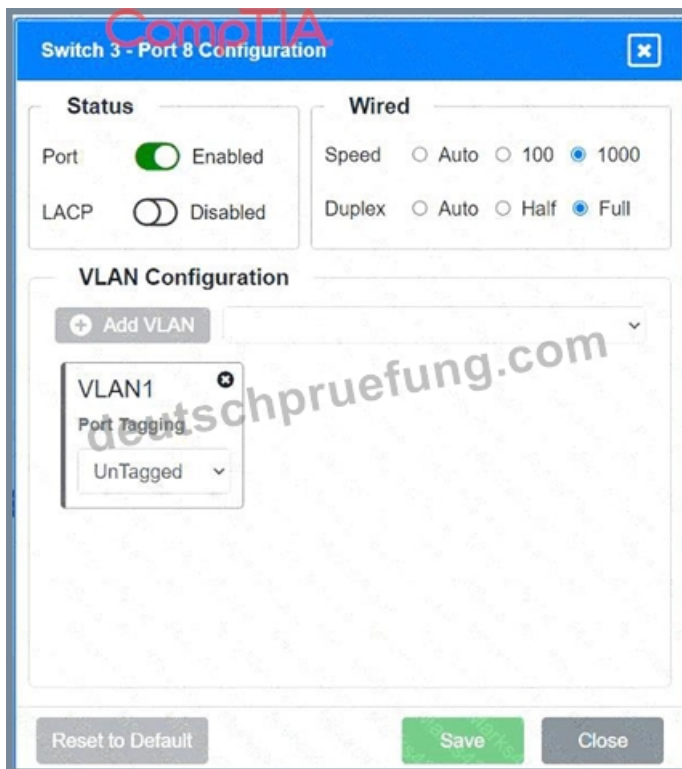 CompTIA
Switch 3 - Port 8 Configuration
Status
Port Enabled
LACP Disabled
Wired
Speed Auto 100 1000
Duplex Auto Half Full
VLAN Configuration
Add VLAN
VLAN1
Port Tagging
UnTagged
deutschpruefung.com
Reset to Default Save Close